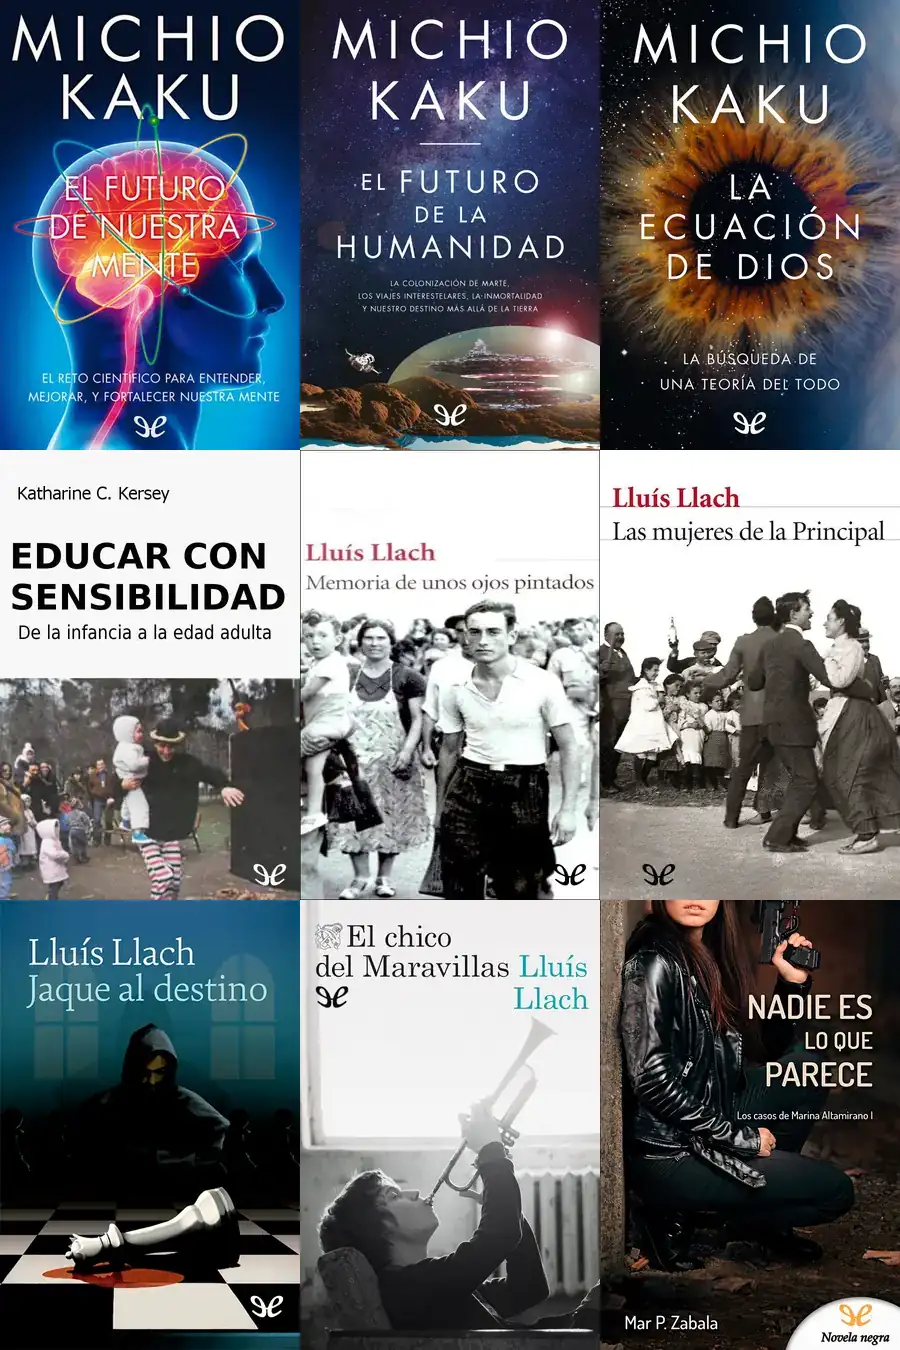 MICHIO
KAKU
EL FUTURO
DE NUESTRA
MENTE
EL RETO CIENTÍFICO PARA ENTENDER,
MEJORAR, Y FORTALECER NUESTRA MENTE
MICHIO
KAKU
EL FUTURO
DE LA
HUMANIDAD
LA COLONIZACIÓN DE MARTE,
LOS VIAJES INTERESTELARES, LA INMORTALIDAD
Y NUESTRO DESTINO MÁS ALLÁ DE LA TIERRA
MICHIO
KAKU
LA
ECUACIÓN
DE DIOS
LA BÚSQUEDA DE
UNA TEORÍA DEL TODO
Katharine C. Kersey
EDUCAR CON
SENSIBILIDAD
De la infancia a la edad adulta
Lluís Llach
Memoria de unos ojos pintados
Lluís Llach
Las mujeres de la Principal
Lluís Llach
Jaque al destino
El chico
del Maravillas Lluís
Llach
NADIE ES
LO QUE
PARECE
Los casos de Marina Altamirano I
Mar P. Zabala
Novela negra